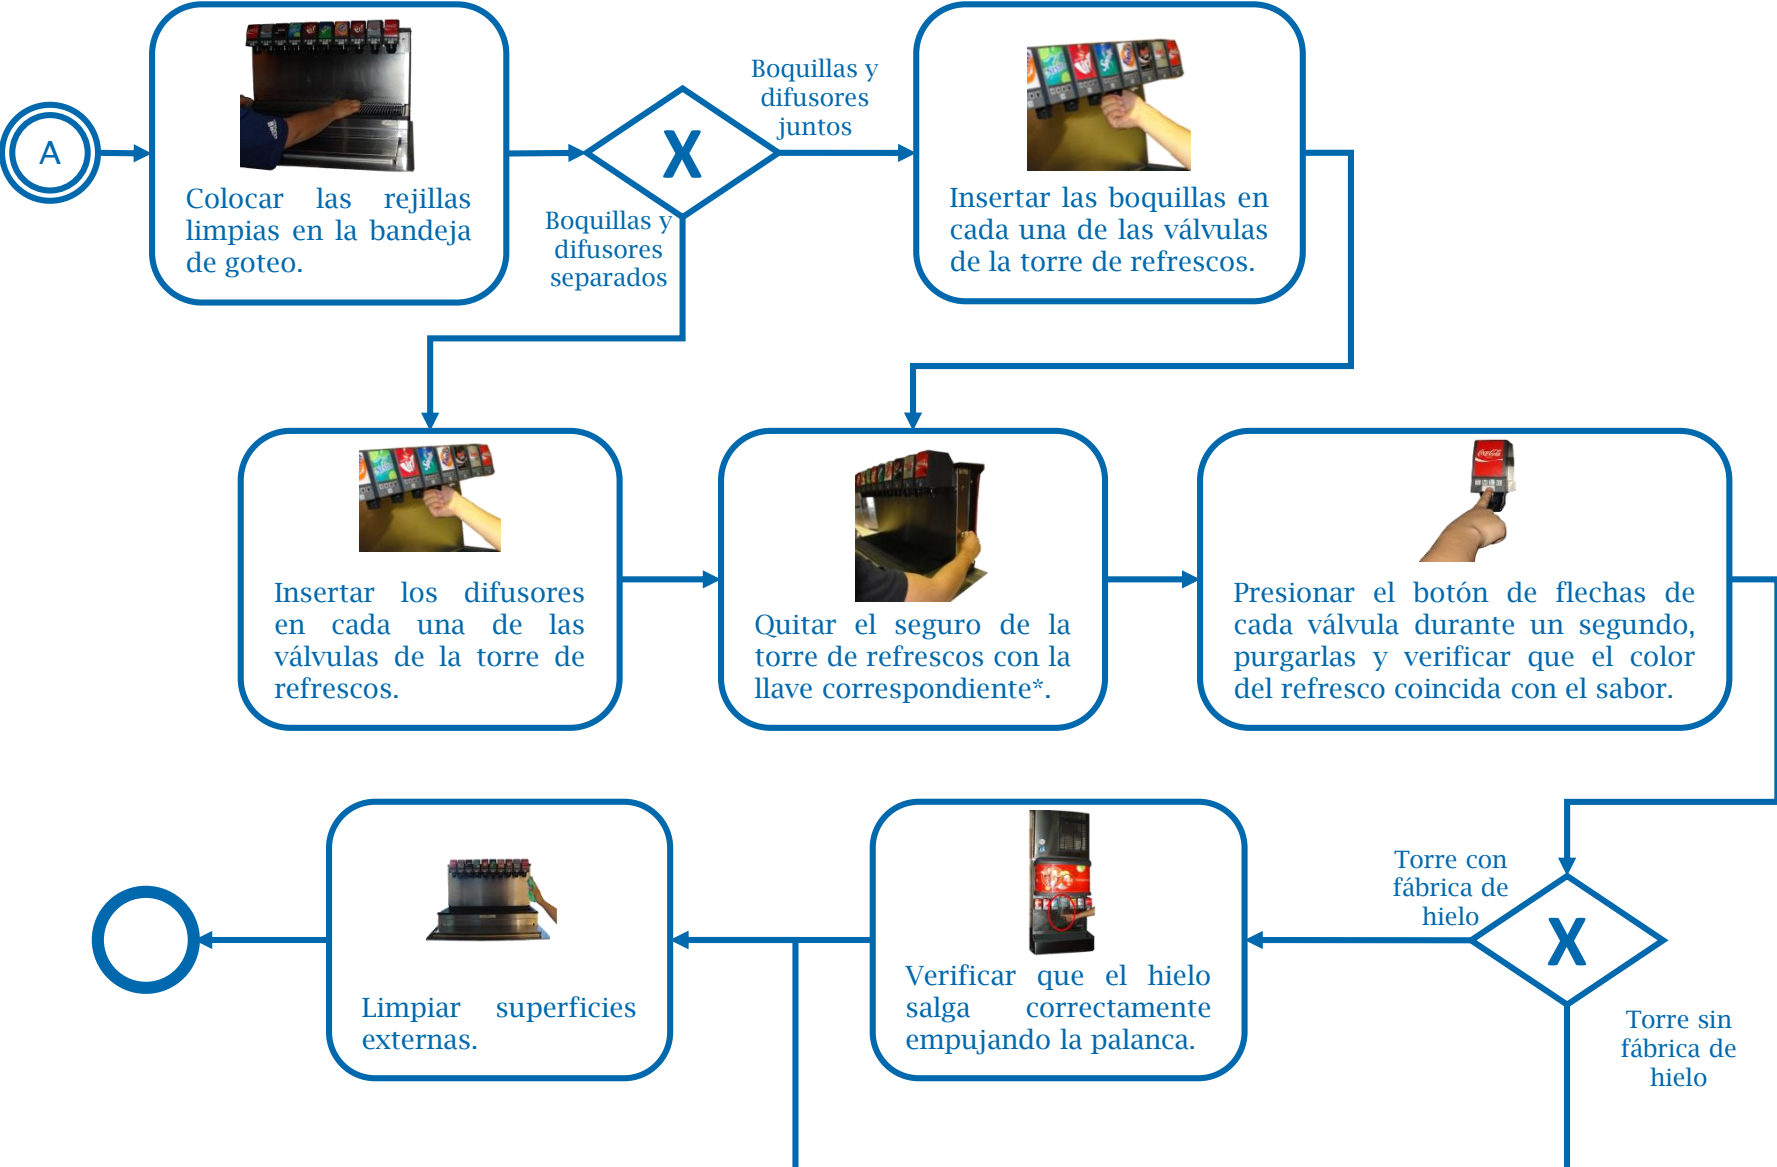 A
Colocar las rejillas
limpias en la bandeja
de goteo.
X
Boquillas y
difusores
juntos
Boquillas y
difusores
separados
Insertar las boquillas en
cada una de las válvulas
de la torre de refrescos.
Insertar los difusores
en cada una de las
válvulas de la torre de
refrescos.
Quitar el seguro de la
torre de refrescos con la
llave correspondiente*.
Coca-Cola
Presionar el botón de flechas de
cada válvula durante un segundo,
purgarlas y verificar que el color
del refresco coincida con el sabor.
Limpiar superficies
externas.
Verificar que el hielo
salga correctamente
empujando la palanca.
Torre con
fábrica de
hielo
X
Torre sin
fábrica de
hielo